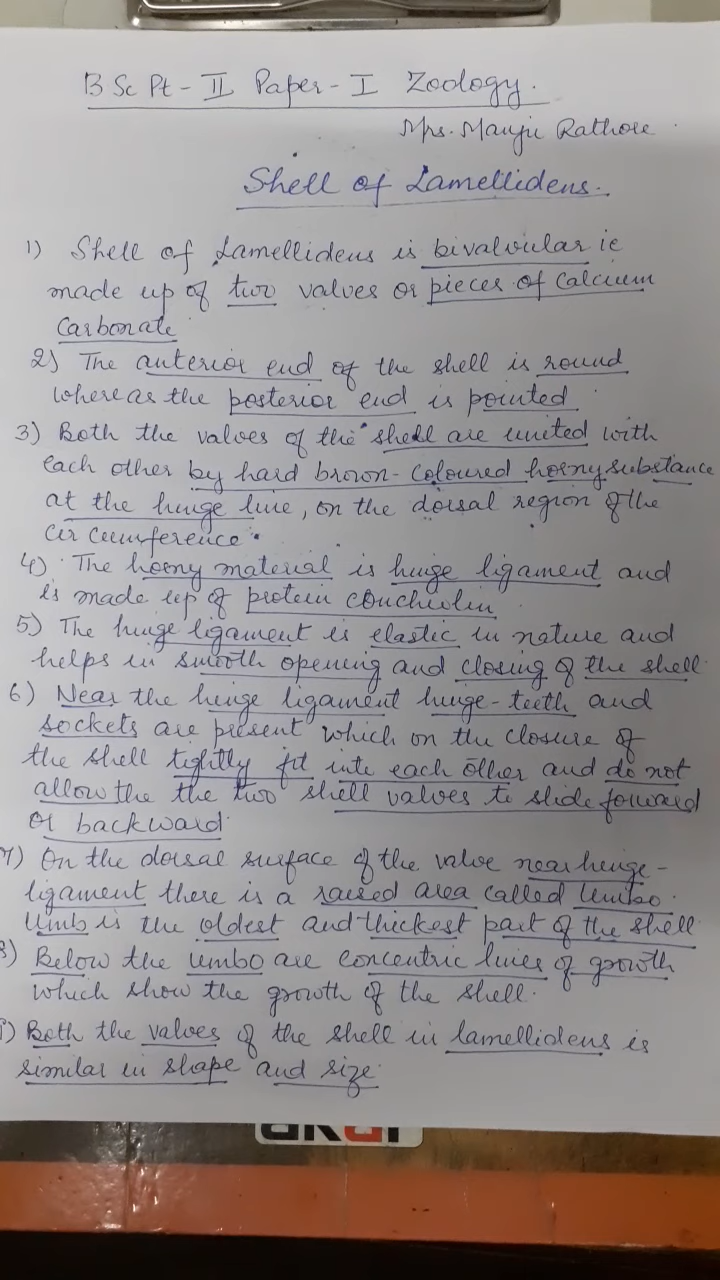 B Sc Pt - II Paper - I Zoology.
Mrs. Manju Rathore
Shell of Lamellidens.
1) Shell of Lamellidens is bivalvular ie
made up of two valves or pieces of Calcium
Carbonate
2) The anterior end of the shell is round
whereas the posterior end is pointed
3) Both the valves of the shell are united with
each other by hard brown-coloured horny substance
at the hinge line, on the dorsal region of the
circumference.
4) The horny material is hinge ligament and
is made up of protein conchiolin
5) The hinge ligament is elastic in nature and
helps in smooth opening and closing of the shell
6) Near the hinge ligament hinge-teeth and
sockets are present which on the closure of
the shell tightly fit into each other and do not
allow the the two shell valves to slide forward
or backward
7) On the dorsal surface of the valve near hinge-
ligament there is a raised area called Umbo.
Umb is the oldest and thickest part of the shell
8) Below the umbo are concentric lines of growth
which show the growth of the shell.
) Both the valves of the shell in lamellidens is
similar in shape and size
akai